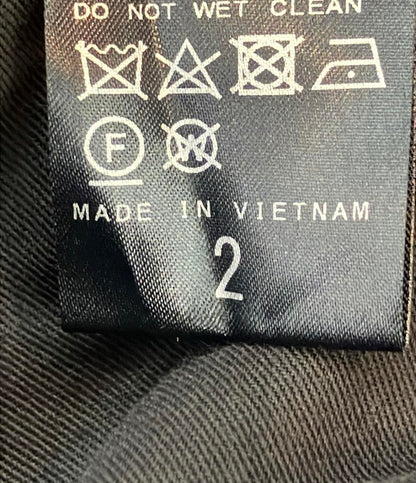 DO NOT WET CLEAN
F W
MADE IN VIETNAM
2